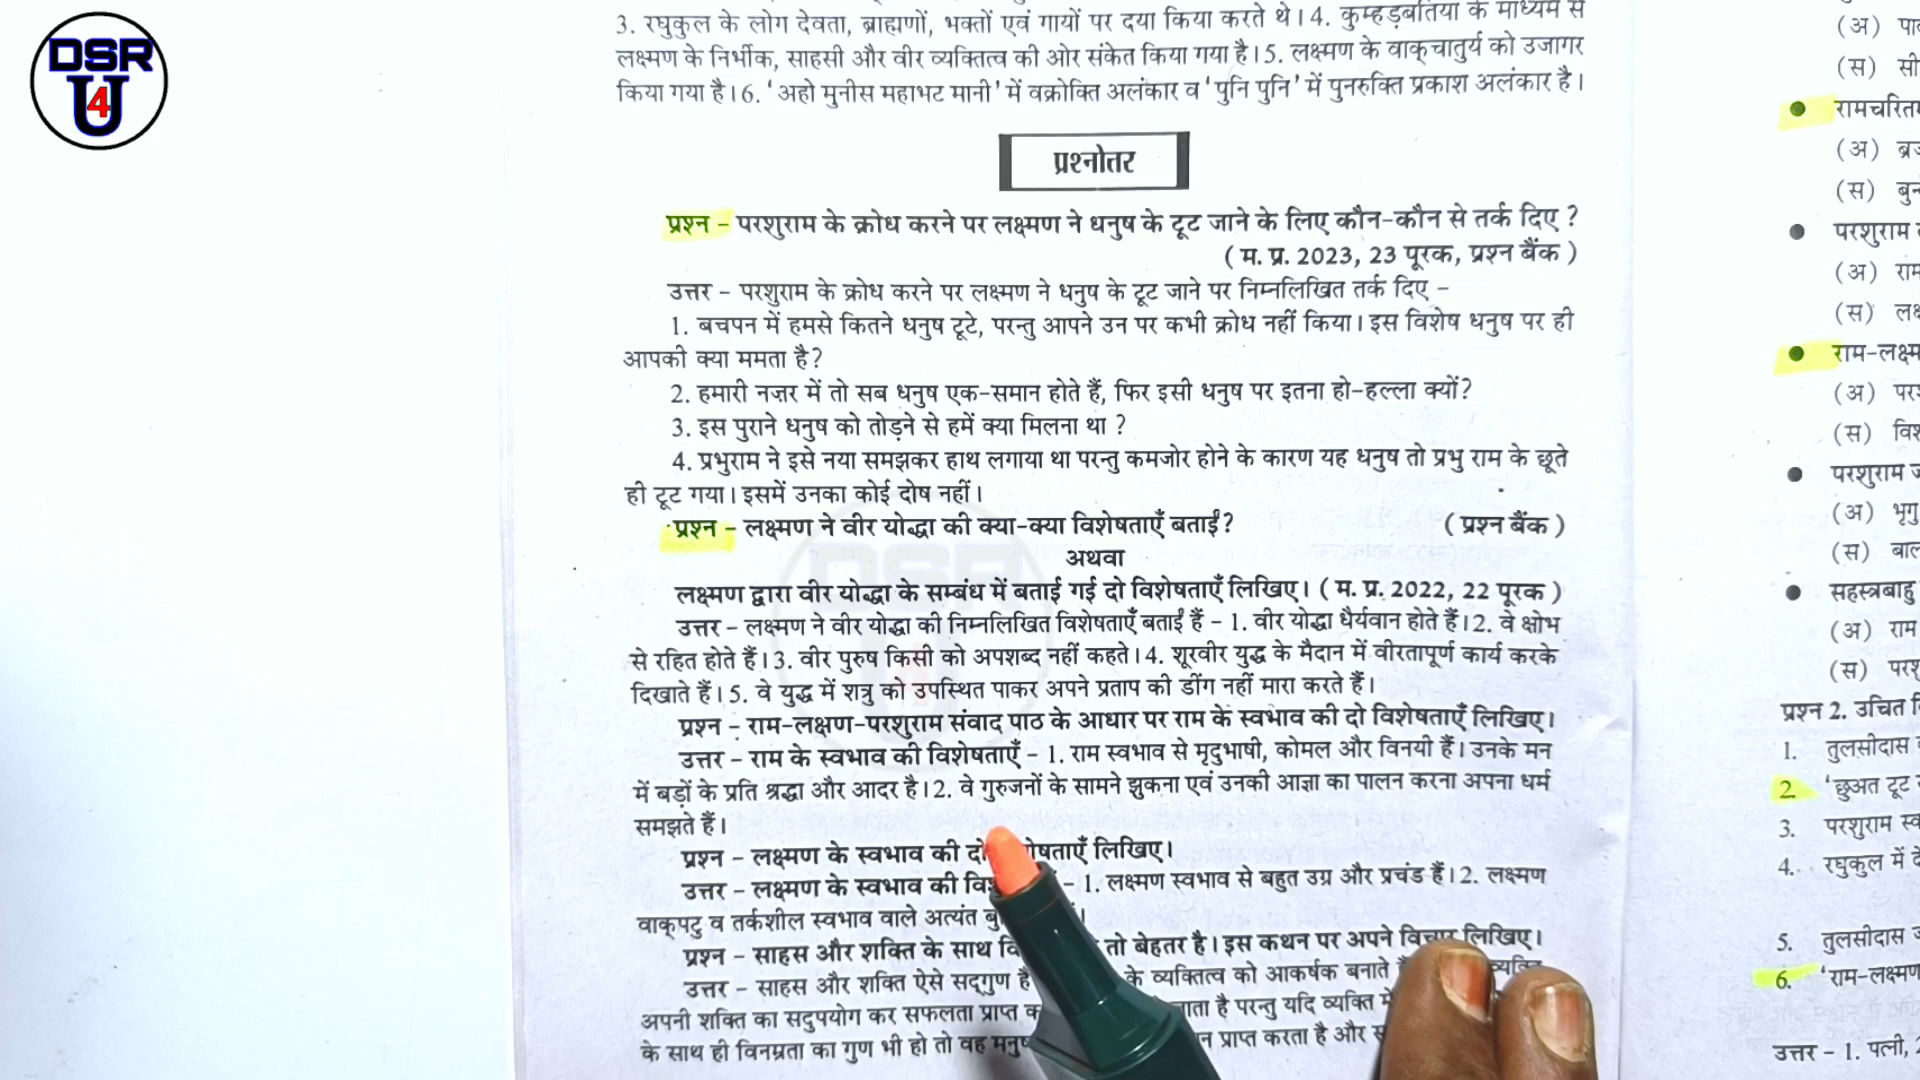 DSR
U
4
3. रघुकुल के लोग देवता, ब्राह्मणों, भक्तों एवं गायों पर दया किया करते थे। 4. कुम्हड़बतिया के माध्यम से
लक्ष्मण के निर्भीक, साहसी और वीर व्यक्तित्व की ओर संकेत किया गया है। 5. लक्ष्मण के वाक्चातुर्य को उजागर
किया गया है। 6. 'अहो मुनीस महाभट मानी' में वक्रोक्ति अलंकार व 'पुनि पुनि' में पुनरुक्ति प्रकाश अलंकार है।
प्रश्नोत्तर
प्रश्न – परशुराम के क्रोध करने पर लक्ष्मण ने धनुष के टूट जाने के लिए कौन-कौन से तर्क दिए ?
( म. प्र. 2023, 23 पूरक, प्रश्न बैंक )
उत्तर – परशुराम के क्रोध करने पर लक्ष्मण ने धनुष के टूट जाने पर निम्नलिखित तर्क दिए –
1. बचपन में हमसे कितने धनुष टूटे, परन्तु आपने उन पर कभी क्रोध नहीं किया। इस विशेष धनुष पर ही
आपकी क्या ममता है?
2. हमारी नज़र में तो सब धनुष एक-समान होते हैं, फिर इसी धनुष पर इतना हो-हल्ला क्यों?
3. इस पुराने धनुष को तोड़ने से हमें क्या मिलना था ?
4. प्रभुराम ने इसे नया समझकर हाथ लगाया था परन्तु कमजोर होने के कारण यह धनुष तो प्रभु राम के छूते
ही टूट गया। इसमें उनका कोई दोष नहीं।
प्रश्न – लक्ष्मण ने वीर योद्धा की क्या-क्या विशेषताएँ बताईं? ( प्रश्न बैंक )
अथवा
लक्ष्मण द्वारा वीर योद्धा के सम्बंध में बताई गई दो विशेषताएँ लिखिए। ( म. प्र. 2022, 22 पूरक )
उत्तर – लक्ष्मण ने वीर योद्धा की निम्नलिखित विशेषताएँ बताईं हैं – 1. वीर योद्धा धैर्यवान होते हैं। 2. वे क्षोभ
से रहित होते हैं। 3. वीर पुरुष किसी को अपशब्द नहीं कहते। 4. शूरवीर युद्ध के मैदान में वीरतापूर्ण कार्य करके
दिखाते हैं। 5. वे युद्ध में शत्रु को उपस्थित पाकर अपने प्रताप की डींग नहीं मारा करते हैं।
प्रश्न – राम-लक्षण-परशुराम संवाद पाठ के आधार पर राम के स्वभाव की दो विशेषताएँ लिखिए।
उत्तर – राम के स्वभाव की विशेषताएँ – 1. राम स्वभाव से मृदुभाषी, कोमल और विनयी हैं। उनके मन
में बड़ों के प्रति श्रद्धा और आदर है। 2. वे गुरुजनों के सामने झुकना एवं उनकी आज्ञा का पालन करना अपना धर्म
समझते हैं।
प्रश्न – लक्ष्मण के स्वभाव की दो लिखिए।
उत्तर – लक्ष्मण के स्वभाव की – 1. लक्ष्मण स्वभाव से बहुत उग्र और प्रचंड हैं। 2. लक्ष्मण
वाक्पटु व तर्कशील स्वभाव वाले अत्यंत
प्रश्न – साहस और शक्ति के साथ तो बेहतर है। इस कथन पर अपने विचार लिखिए।
उत्तर – साहस और शक्ति ऐसे सद्गुण के व्यक्तित्व को आकर्षक बनाते
अपनी शक्ति का सदुपयोग कर सफलता प्राप्त है परन्तु यदि व्यक्ति
के साथ ही विनम्रता का गुण भी हो तो वह प्राप्त करता है और
(अ)
(स)
(अ)
(स)
परशुराम
(अ) राम
(स)
राम-लक्ष्म
(अ)
(स)
परशुराम
(अ) भृगु
(स)
सहस्त्रबाहु
(अ) राम
(स)
प्रश्न 2. उचित
1. तुलसीदास
2. 'छुअत टूट
3. परशुराम
4. रघुकुल में
5. तुलसीदास
6. 'राम-लक्ष्मण
उत्तर – 1. पत्नी,